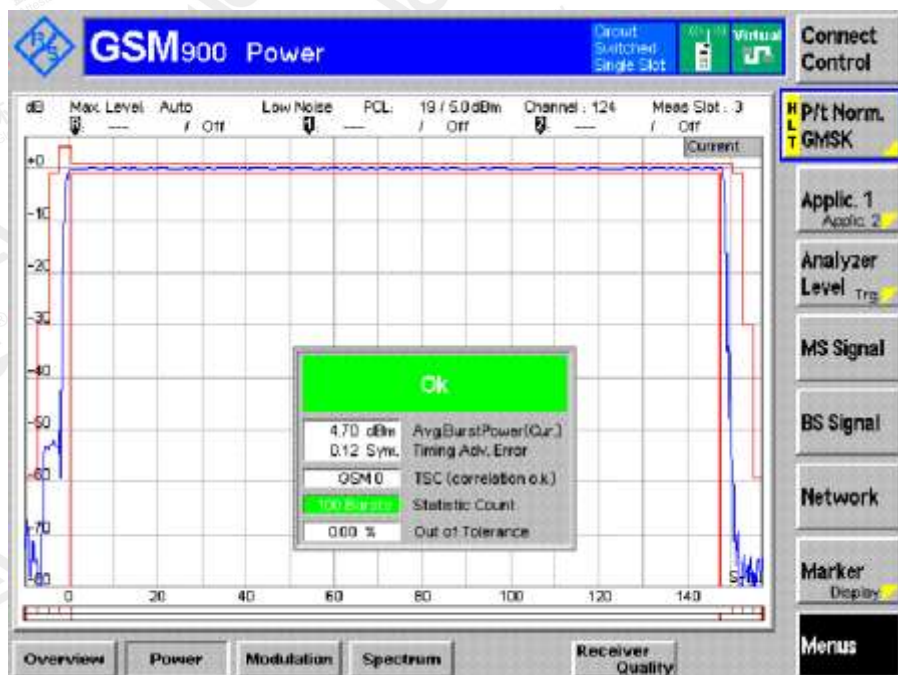 GSM900 Power
Circuit Switched Single Slot
Virtual
Connect Control
dB Max. Level: Auto Low Noise PCL: 19 / 5.0 dBm Channel : 124 Meas Slot : 3
--- / Off 1 --- / Off 2 --- / Off
Current
H L T
P/t Norm. GMSK
+0
-10
-20
-30
-40
-50
-60
-70
-80
0 20 40 60 80 100 120 140
Ok
4.70 dBm Avg.BurstPower(Cur.)
0.12 Sym. Timing Adv. Error
GSM 0 TSC (correlation o.k.)
100 Bursts Statistic Count
0.00 % Out of Tolerance
Applic. 1
Applic. 2
Analyzer Level Trg.
MS Signal
BS Signal
Network
Marker
Display
Menus
Overview Power Modulation Spectrum Receiver Quality